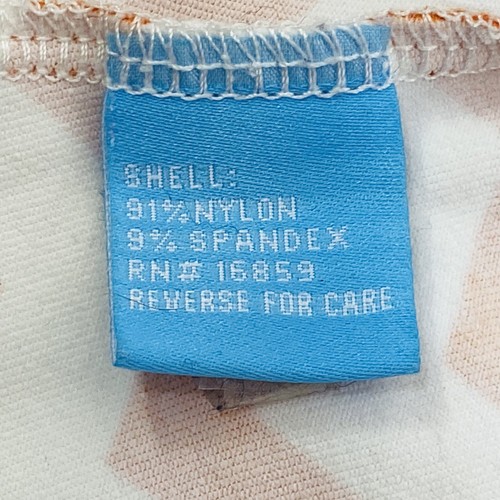 SHELL:
91% NYLON
9% SPANDEX
RN# 16859
REVERSE FOR CARE